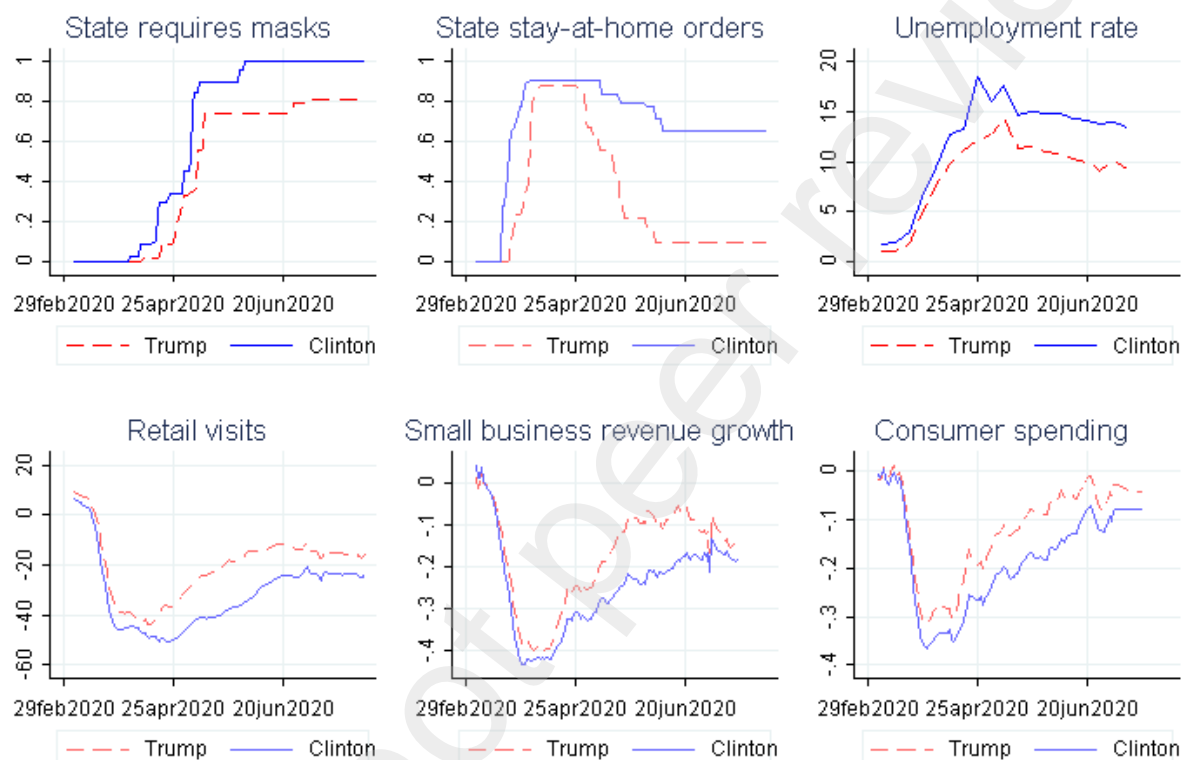 State requires masks
State stay-at-home orders
Unemployment rate
1
.8
.6
.4
.2
0
29feb2020 25apr2020 20jun2020
Trump Clinton
1
.8
.6
.4
.2
0
29feb2020 25apr2020 20jun2020
Trump Clinton
20
15
10
5
0
29feb2020 25apr2020 20jun2020
Trump Clinton
Retail visits
Small business revenue growth
Consumer spending
20
0
-20
-40
-60
29feb2020 25apr2020 20jun2020
Trump Clinton
0
-.1
-.2
-.3
-.4
29feb2020 25apr2020 20jun2020
Trump Clinton
0
-.1
-.2
-.3
-.4
29feb2020 25apr2020 20jun2020
Trump Clinton
not peer revie